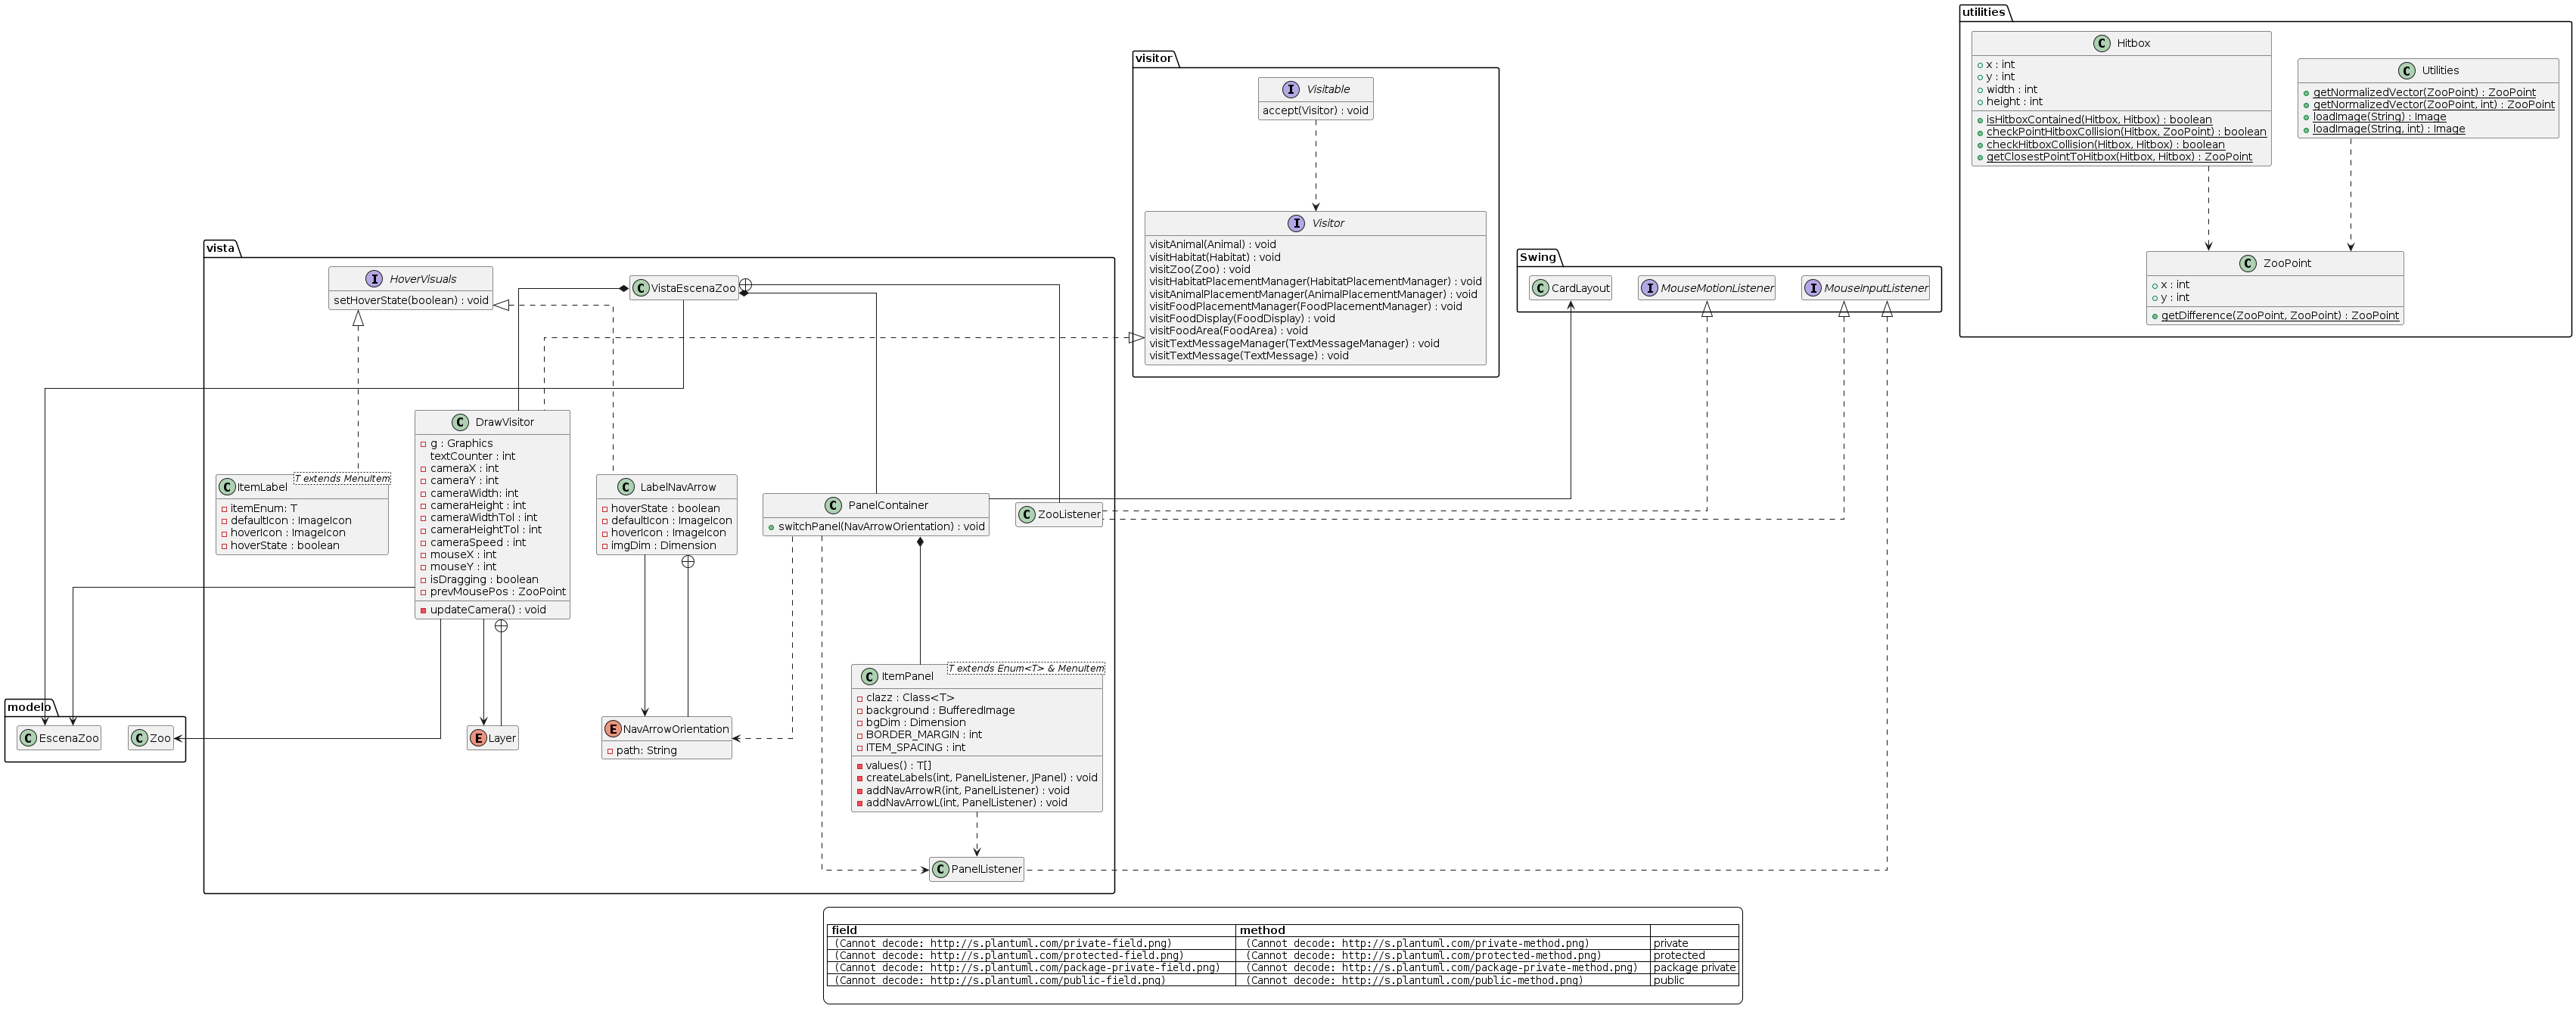 utilities
Hitbox
x : int
y : int
width : int
height : int
isHitboxContained(Hitbox, Hitbox) : boolean
checkPointHitboxCollision(Hitbox, ZooPoint) : boolean
checkHitboxCollision(Hitbox, Hitbox) : boolean
getClosestPointToHitbox(Hitbox, Hitbox) : ZooPoint
Utilities
getNormalizedVector(ZooPoint) : ZooPoint
getNormalizedVector(ZooPoint, int) : ZooPoint
loadImage(String) : Image
loadImage(String, int) : Image
ZooPoint
x : int
y : int
getDifference(ZooPoint, ZooPoint) : ZooPoint
visitor
Visitable
accept(Visitor) : void
Visitor
visitAnimal(Animal) : void
visitHabitat(Habitat) : void
visitZoo(Zoo) : void
visitHabitatPlacementManager(HabitatPlacementManager) : void
visitAnimalPlacementManager(AnimalPlacementManager) : void
visitFoodPlacementManager(FoodPlacementManager) : void
visitFoodDisplay(FoodDisplay) : void
visitFoodArea(FoodArea) : void
visitTextMessageManager(TextMessageManager) : void
visitTextMessage(TextMessage) : void
Swing
CardLayout
MouseMotionListener
MouseInputListener
vista
HoverVisuals
setHoverState(boolean) : void
VistaEscenaZoo
DrawVisitor
g : Graphics
textCounter : int
cameraX : int
cameraY : int
cameraWidth: int
cameraHeight : int
cameraWidthTol : int
cameraHeightTol : int
cameraSpeed : int
mouseX : int
mouseY : int
isDragging : boolean
prevMousePos : ZooPoint
updateCamera() : void
ItemLabel
T extends MenuItem
itemEnum: T
defaultIcon : ImageIcon
hoverIcon : ImageIcon
hoverState : boolean
LabelNavArrow
hoverState : boolean
defaultIcon : ImageIcon
hoverIcon : ImageIcon
imgDim : Dimension
PanelContainer
switchPanel(NavArrowOrientation) : void
ZooListener
ItemPanel
T extends Enum<T> & MenuItem
clazz : Class<T>
background : BufferedImage
bgDim : Dimension
BORDER_MARGIN : int
ITEM_SPACING : int
values() : T[]
createLabels(int, PanelListener, JPanel) : void
addNavArrowR(int, PanelListener) : void
addNavArrowL(int, PanelListener) : void
Layer
NavArrowOrientation
path: String
PanelListener
modelo
EscenaZoo
Zoo
field method
(Cannot decode: http://s.plantuml.com/private-field.png) (Cannot decode: http://s.plantuml.com/private-method.png) private
(Cannot decode: http://s.plantuml.com/protected-field.png) (Cannot decode: http://s.plantuml.com/protected-method.png) protected
(Cannot decode: http://s.plantuml.com/package-private-field.png) (Cannot decode: http://s.plantuml.com/package-private-method.png) package private
(Cannot decode: http://s.plantuml.com/public-field.png) (Cannot decode: http://s.plantuml.com/public-method.png) public